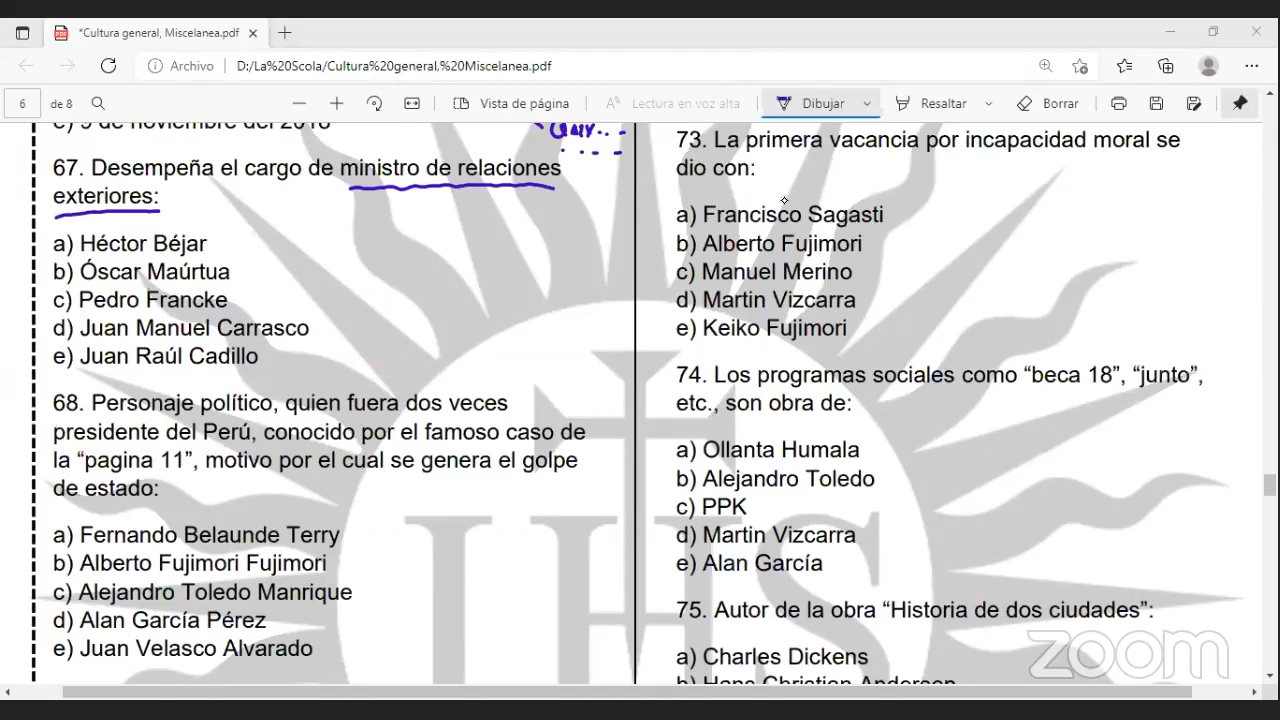 *Cultura general, Miscelanea.pdf
Archivo
D:/La%20Scola/Cultura%20general,%20Miscelanea.pdf
6
de 8
Vista de página
Lectura en voz alta
Dibujar
Resaltar
Borrar
67. Desempeña el cargo de ministro de relaciones
exteriores:
a) Héctor Béjar
b) Óscar Maúrtua
c) Pedro Francke
d) Juan Manuel Carrasco
e) Juan Raúl Cadillo
68. Personaje político, quien fuera dos veces
presidente del Perú, conocido por el famoso caso de
la “pagina 11”, motivo por el cual se genera el golpe
de estado:
a) Fernando Belaunde Terry
b) Alberto Fujimori Fujimori
c) Alejandro Toledo Manrique
d) Alan García Pérez
e) Juan Velasco Alvarado
73. La primera vacancia por incapacidad moral se
dio con:
a) Francisco Sagasti
b) Alberto Fujimori
c) Manuel Merino
d) Martin Vizcarra
e) Keiko Fujimori
74. Los programas sociales como “beca 18”, “junto”,
etc., son obra de:
a) Ollanta Humala
b) Alejandro Toledo
c) PPK
d) Martin Vizcarra
e) Alan García
75. Autor de la obra “Historia de dos ciudades”:
a) Charles Dickens
b) Hans Christian Andersen
IHS
zoom